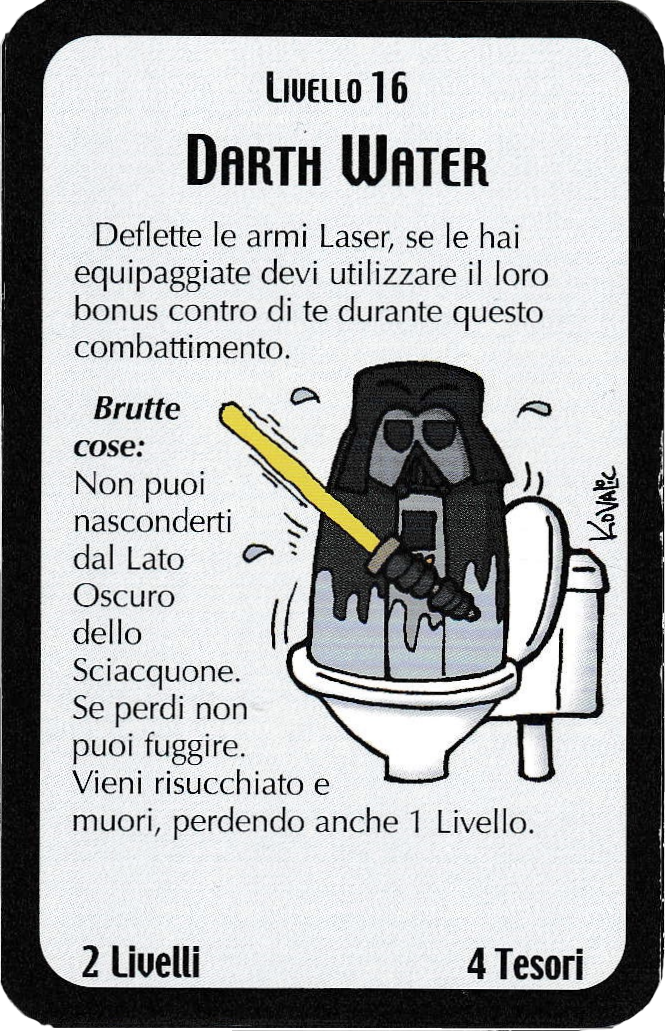 Livello 16
Darth Water
Deflette le armi Laser, se le hai
equipaggiate devi utilizzare il loro
bonus contro di te durante questo
combattimento.
Brutte
cose:
Non puoi
nasconderti
dal Lato
Oscuro
dello
Sciacquone.
Se perdi non
puoi fuggire.
Vieni risucchiato e
muori, perdendo anche 1 Livello.
Kovalic
2 Livelli
4 Tesori